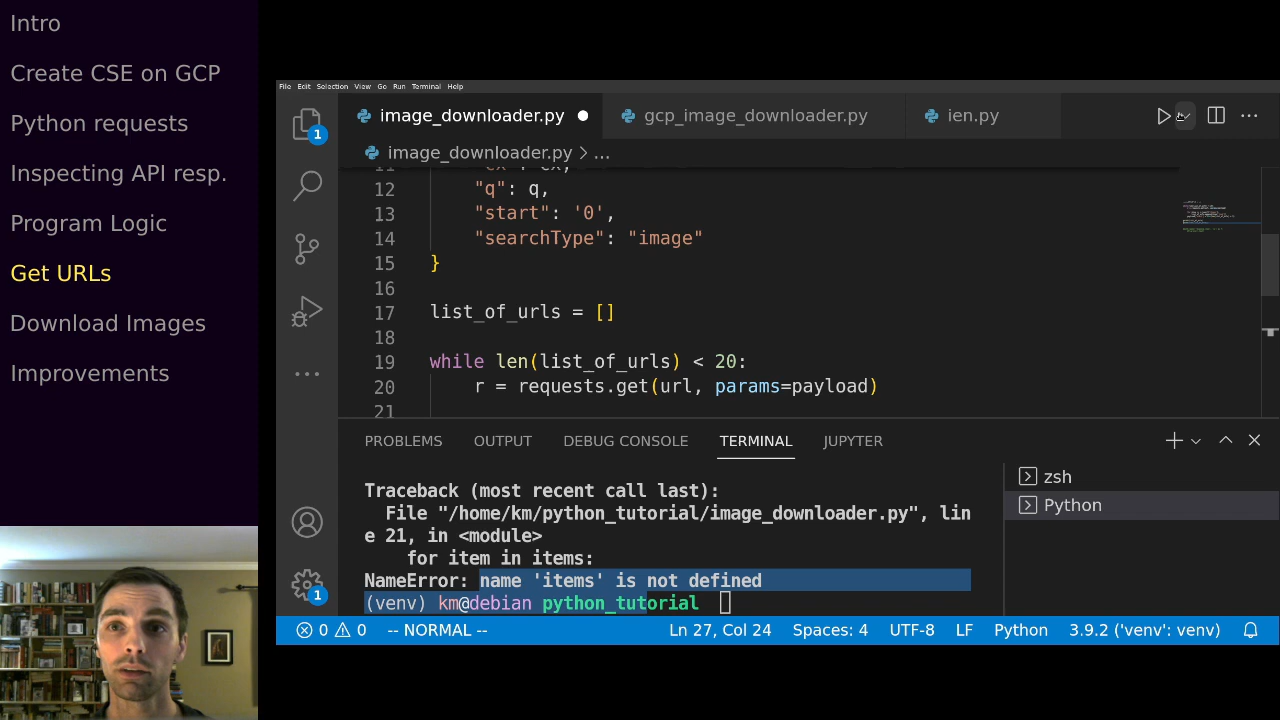 Intro
Create CSE on GCP
Python requests
Inspecting API resp.
Program Logic
Get URLs
Download Images
Improvements
File Edit Selection View Go Run Terminal Help
image_downloader.py
gcp_image_downloader.py
ien.py
1
image_downloader.py > ...
12 "q": q,
13 "start": '0',
14 "searchType": "image"
15 }
16
17 list_of_urls = []
18
19 while len(list_of_urls) < 20:
20 r = requests.get(url, params=payload)
21
PROBLEMS OUTPUT DEBUG CONSOLE TERMINAL JUPYTER
Traceback (most recent call last):
File "/home/km/python_tutorial/image_downloader.py", lin
e 21, in <module>
for item in items:
NameError: name 'items' is not defined
(venv) km@debian python_tutorial
zsh
Python
1
0 0 -- NORMAL -- Ln 27, Col 24 Spaces: 4 UTF-8 LF Python 3.9.2 ('venv': venv)